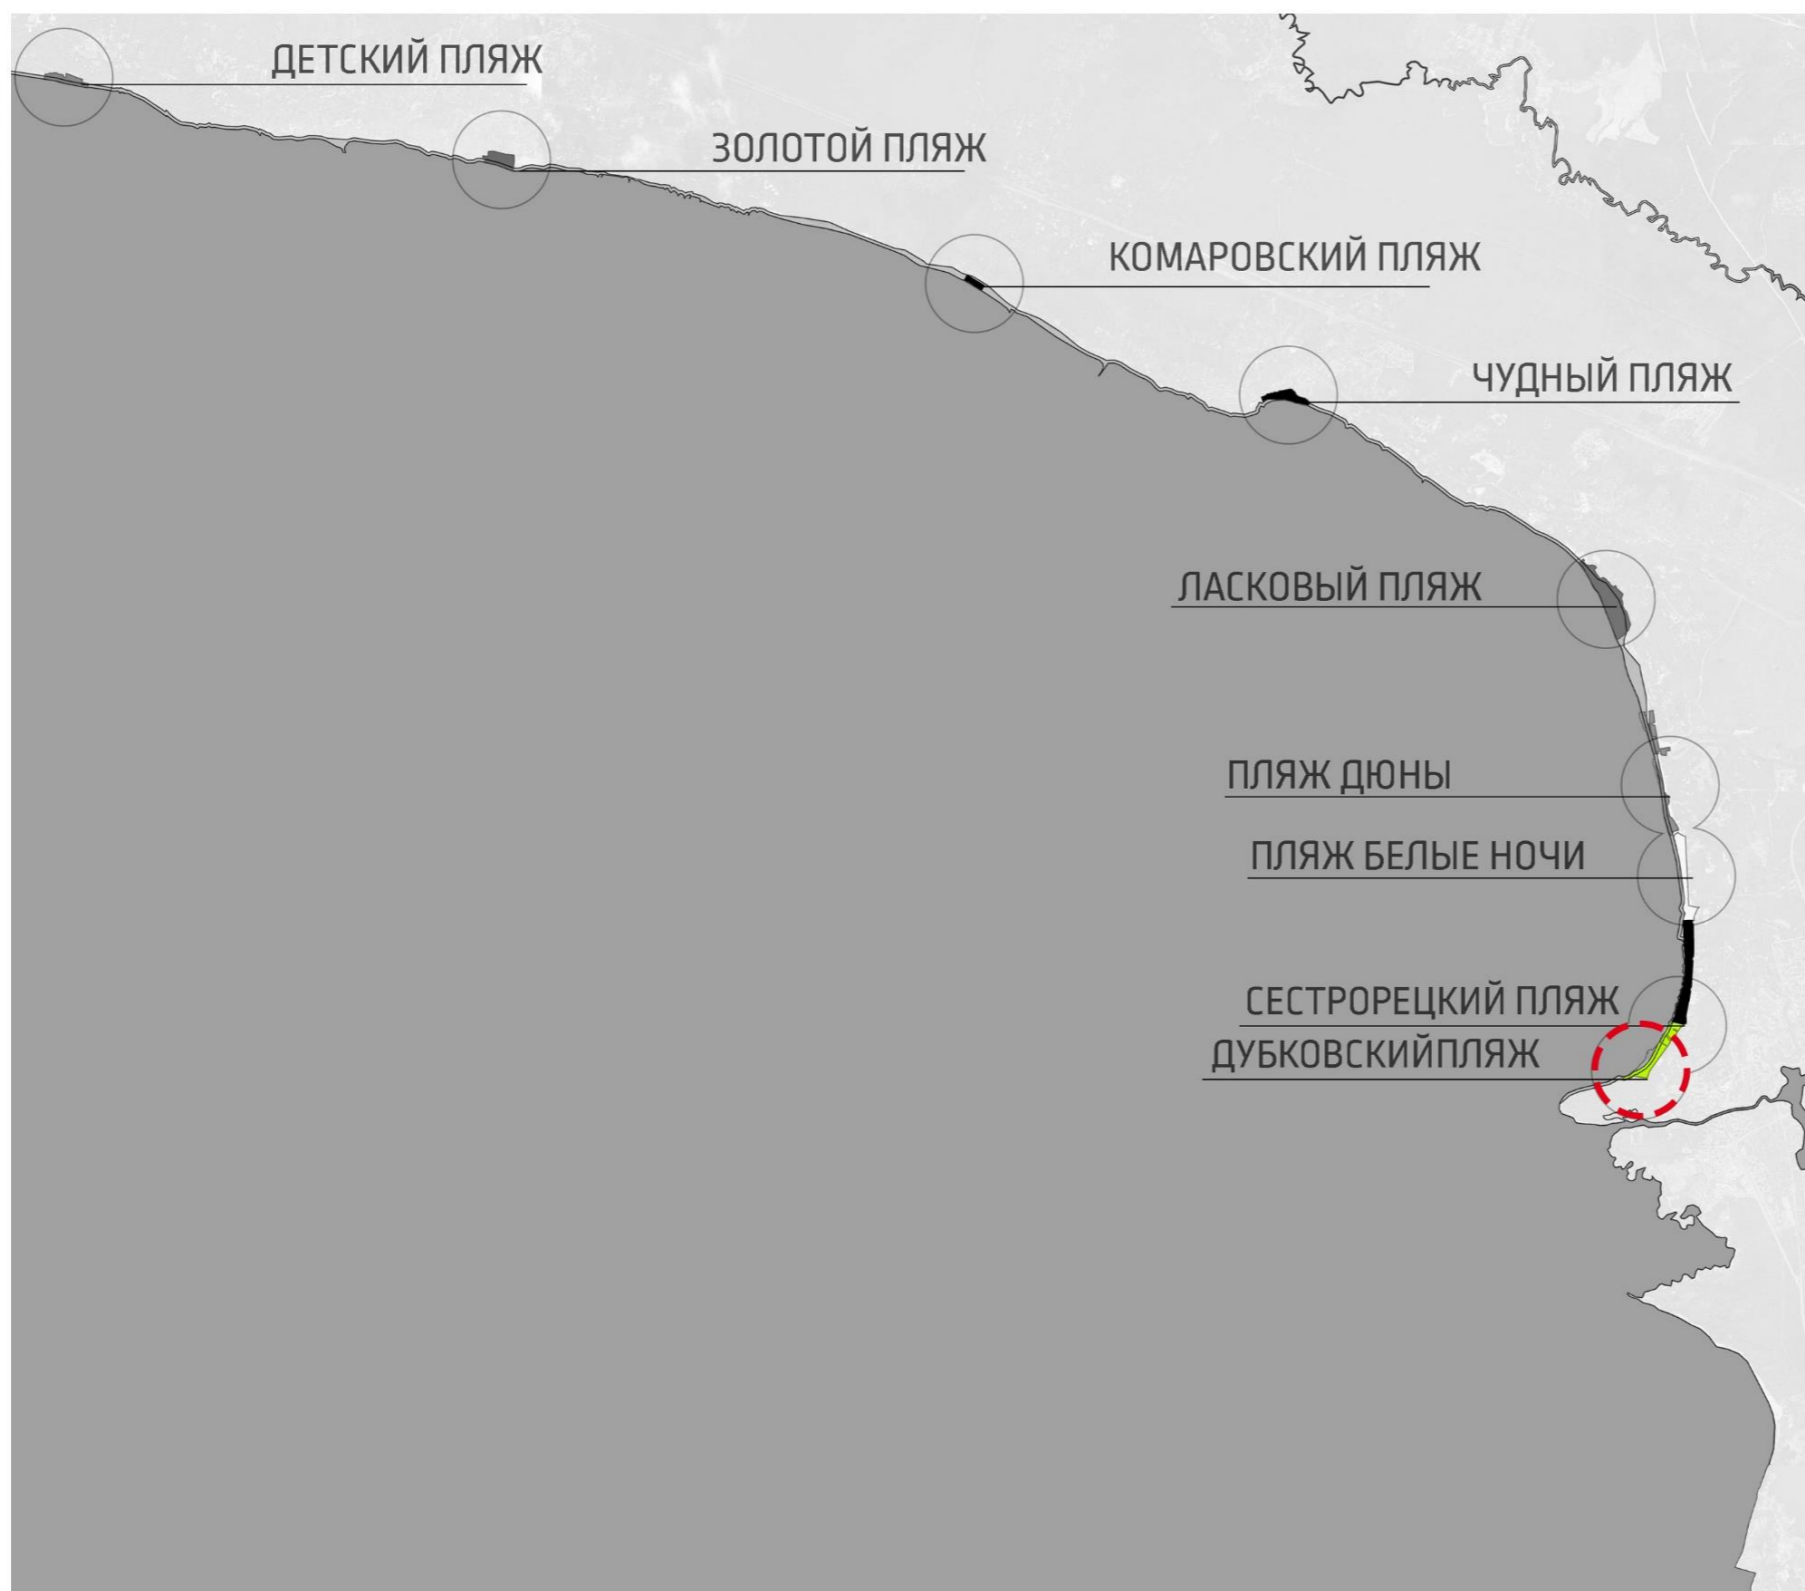 ДЕТСКИЙ ПЛЯЖ
ЗОЛОТОЙ ПЛЯЖ
КОМАРОВСКИЙ ПЛЯЖ
ЧУДНЫЙ ПЛЯЖ
ЛАСКОВЫЙ ПЛЯЖ
ПЛЯЖ ДЮНЫ
ПЛЯЖ БЕЛЫЕ НОЧИ
СЕСТРОРЕЦКИЙ ПЛЯЖ
ДУБКОВСКИЙПЛЯЖ